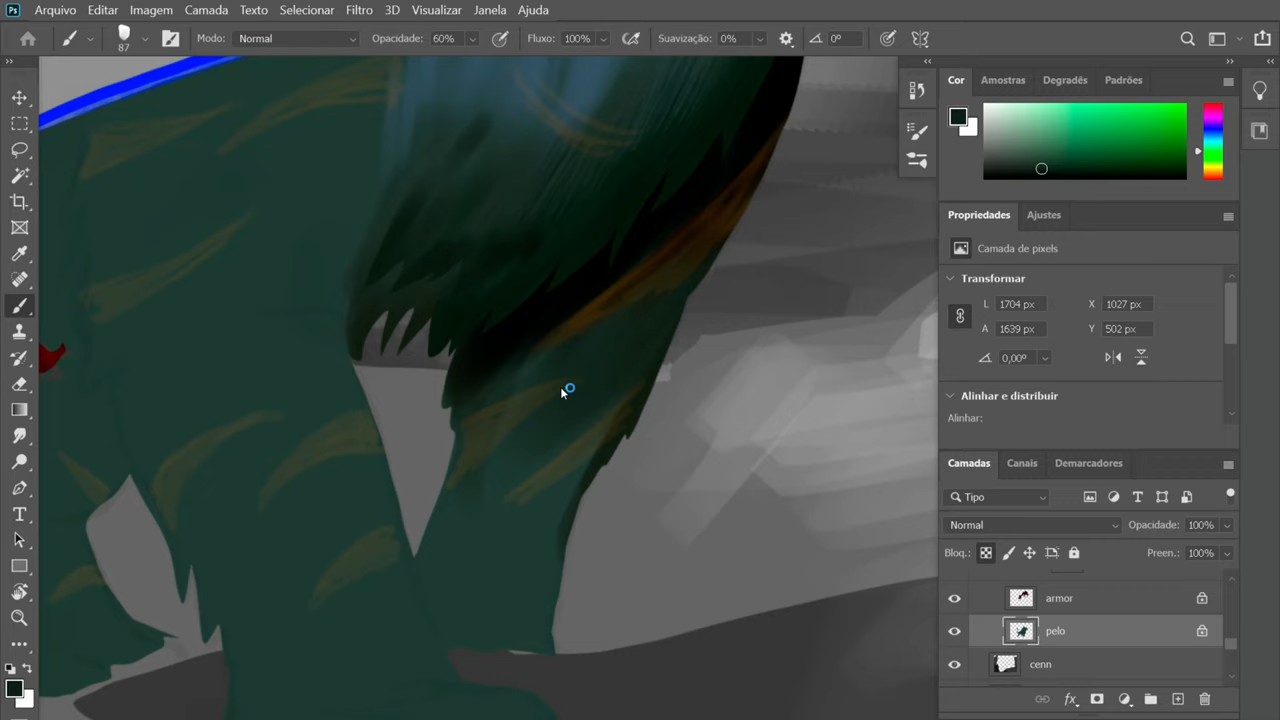 Ps Arquivo Editar Imagem Camada Texto Selecionar Filtro 3D Visualizar Janela Ajuda
87 Modo: Normal Opacidade: 60% Fluxo: 100% Suavização: 0% 0°
Cor Amostras Degradês Padrões
Propriedades Ajustes
Camada de pixels
Transformar
L 1704 px X 1027 px
A 1639 px Y 502 px
0,00°
Alinhar e distribuir
Alinhar:
Camadas Canais Demarcadores
Tipo
Normal Opacidade: 100%
Bloq.: Preen.: 100%
armor
pelo
cenn